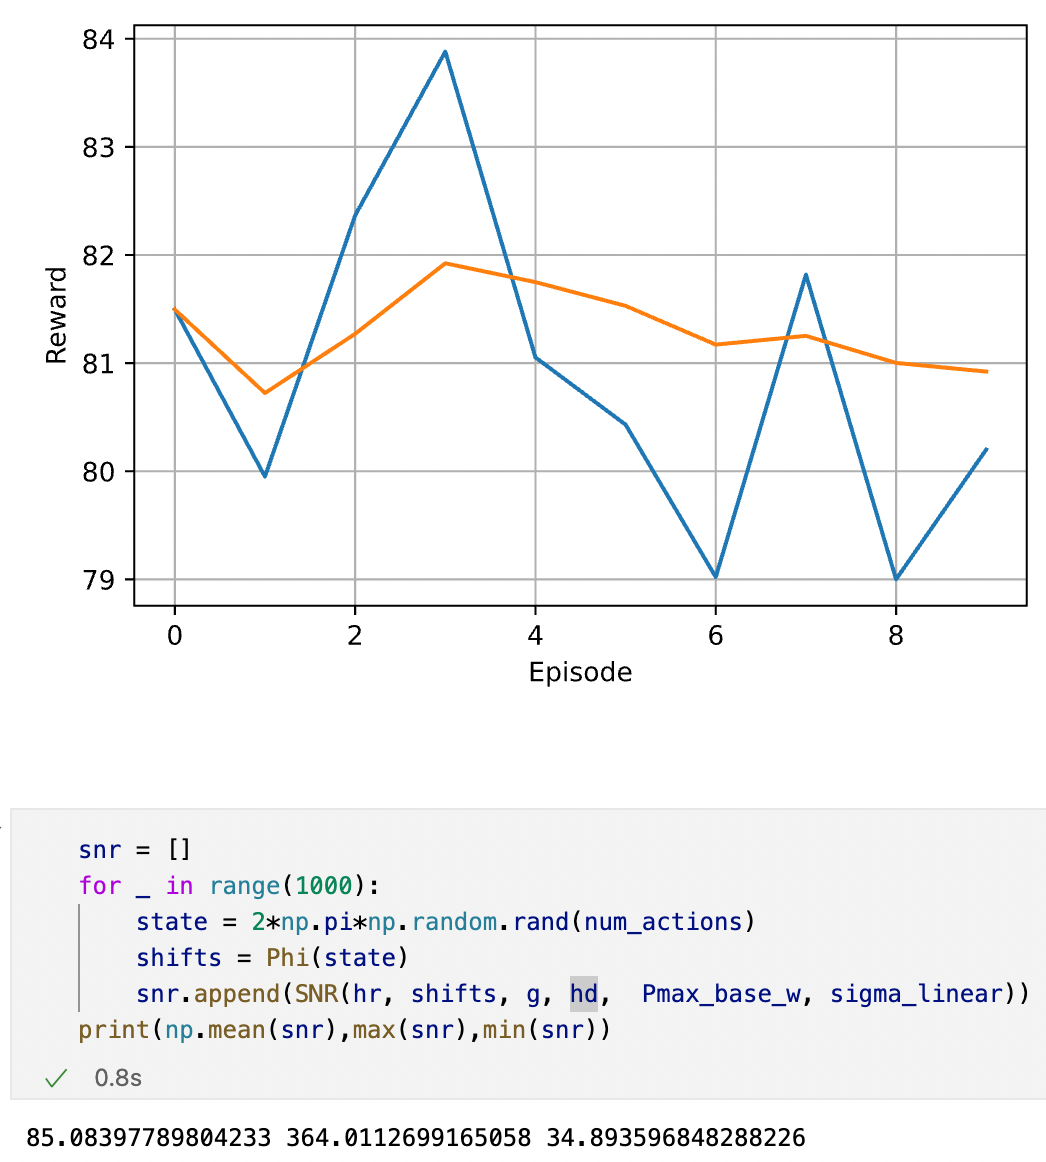 84
83
82
81
80
79
Reward
0 2 4 6 8
Episode
snr = []
for _ in range(1000):
    state = 2*np.pi*np.random.rand(num_actions)
    shifts = Phi(state)
    snr.append(SNR(hr, shifts, g, hd,  Pmax_base_w, sigma_linear))
print(np.mean(snr),max(snr),min(snr))
0.8s
85.08397789804233 364.0112699165058 34.893596848288226